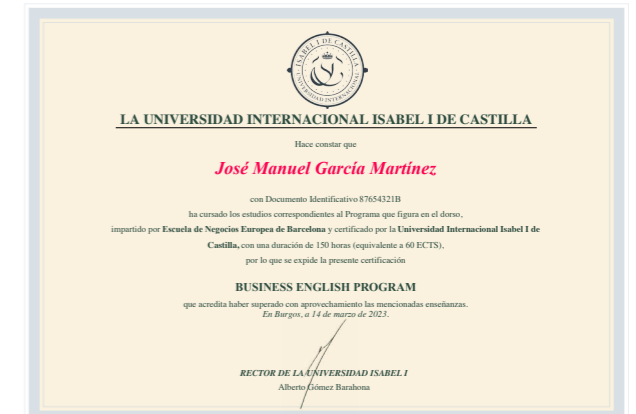 ISABEL I DE CASTILLA
UNIVERSIDAD INTERNACIONAL
LA UNIVERSIDAD INTERNACIONAL ISABEL I DE CASTILLA
Hace constar que
José Manuel García Martínez
con Documento Identificativo 87654321B
ha cursado los estudios correspondientes al Programa que figura en el dorso,
impartido por Escuela de Negocios Europea de Barcelona y certificado por la Universidad Internacional Isabel I de
Castilla, con una duración de 150 horas (equivalente a 60 ECTS),
por lo que se expide la presente certificación
BUSINESS ENGLISH PROGRAM
que acredita haber superado con aprovechamiento las mencionadas enseñanzas.
En Burgos, a 14 de marzo de 2023.
RECTOR DE LA UNIVERSIDAD ISABEL I
Alberto Gómez Barahona